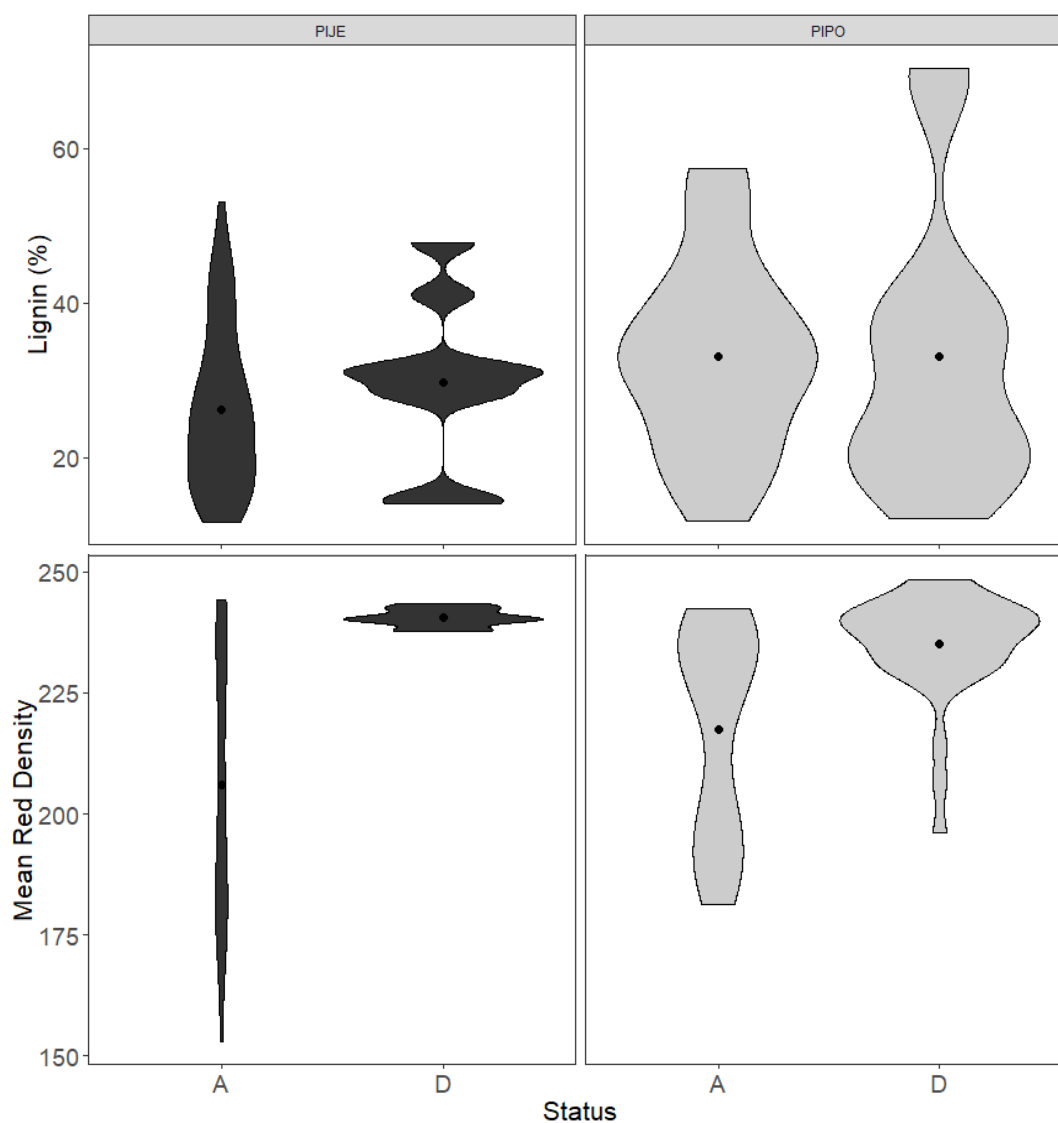 PIJE
PIPO
Lignin (%)
60
40
20
Mean Red Density
250
225
200
175
150
A
D
A
D
Status